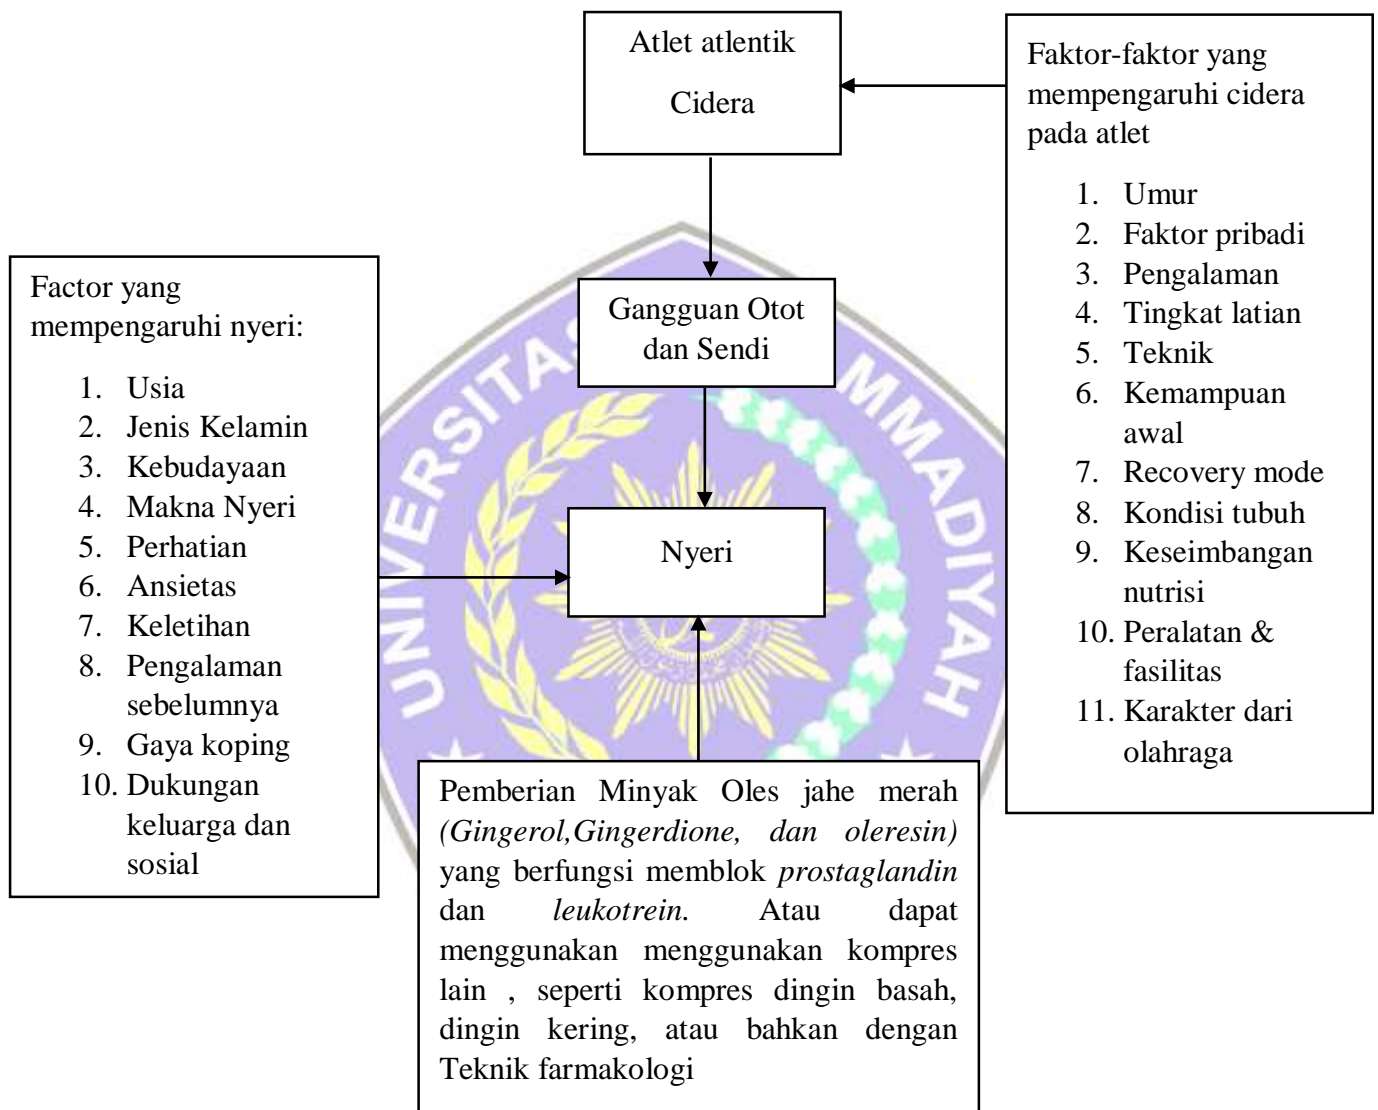 Atlet atlentik
Cidera
Faktor-faktor yang
mempengaruhi cidera
pada atlet
1. Umur
2. Faktor pribadi
3. Pengalaman
4. Tingkat latian
5. Teknik
6. Kemampuan
awal
7. Recovery mode
8. Kondisi tubuh
9. Keseimbangan
nutrisi
10. Peralatan &
fasilitas
11. Karakter dari
olahraga
Gangguan Otot
dan Sendi
Factor yang
mempengaruhi nyeri:
1. Usia
2. Jenis Kelamin
3. Kebudayaan
4. Makna Nyeri
5. Perhatian
6. Ansietas
7. Keletihan
8. Pengalaman
sebelumnya
9. Gaya koping
10. Dukungan
keluarga dan
sosial
Nyeri
Pemberian Minyak Oles jahe merah
(Gingerol,Gingerdione, dan oleresin)
yang berfungsi memblok prostaglandin
dan leukotrein. Atau dapat
menggunakan menggunakan kompres
lain , seperti kompres dingin basah,
dingin kering, atau bahkan dengan
Teknik farmakologi
UNIVERSITAS MMADIYAH